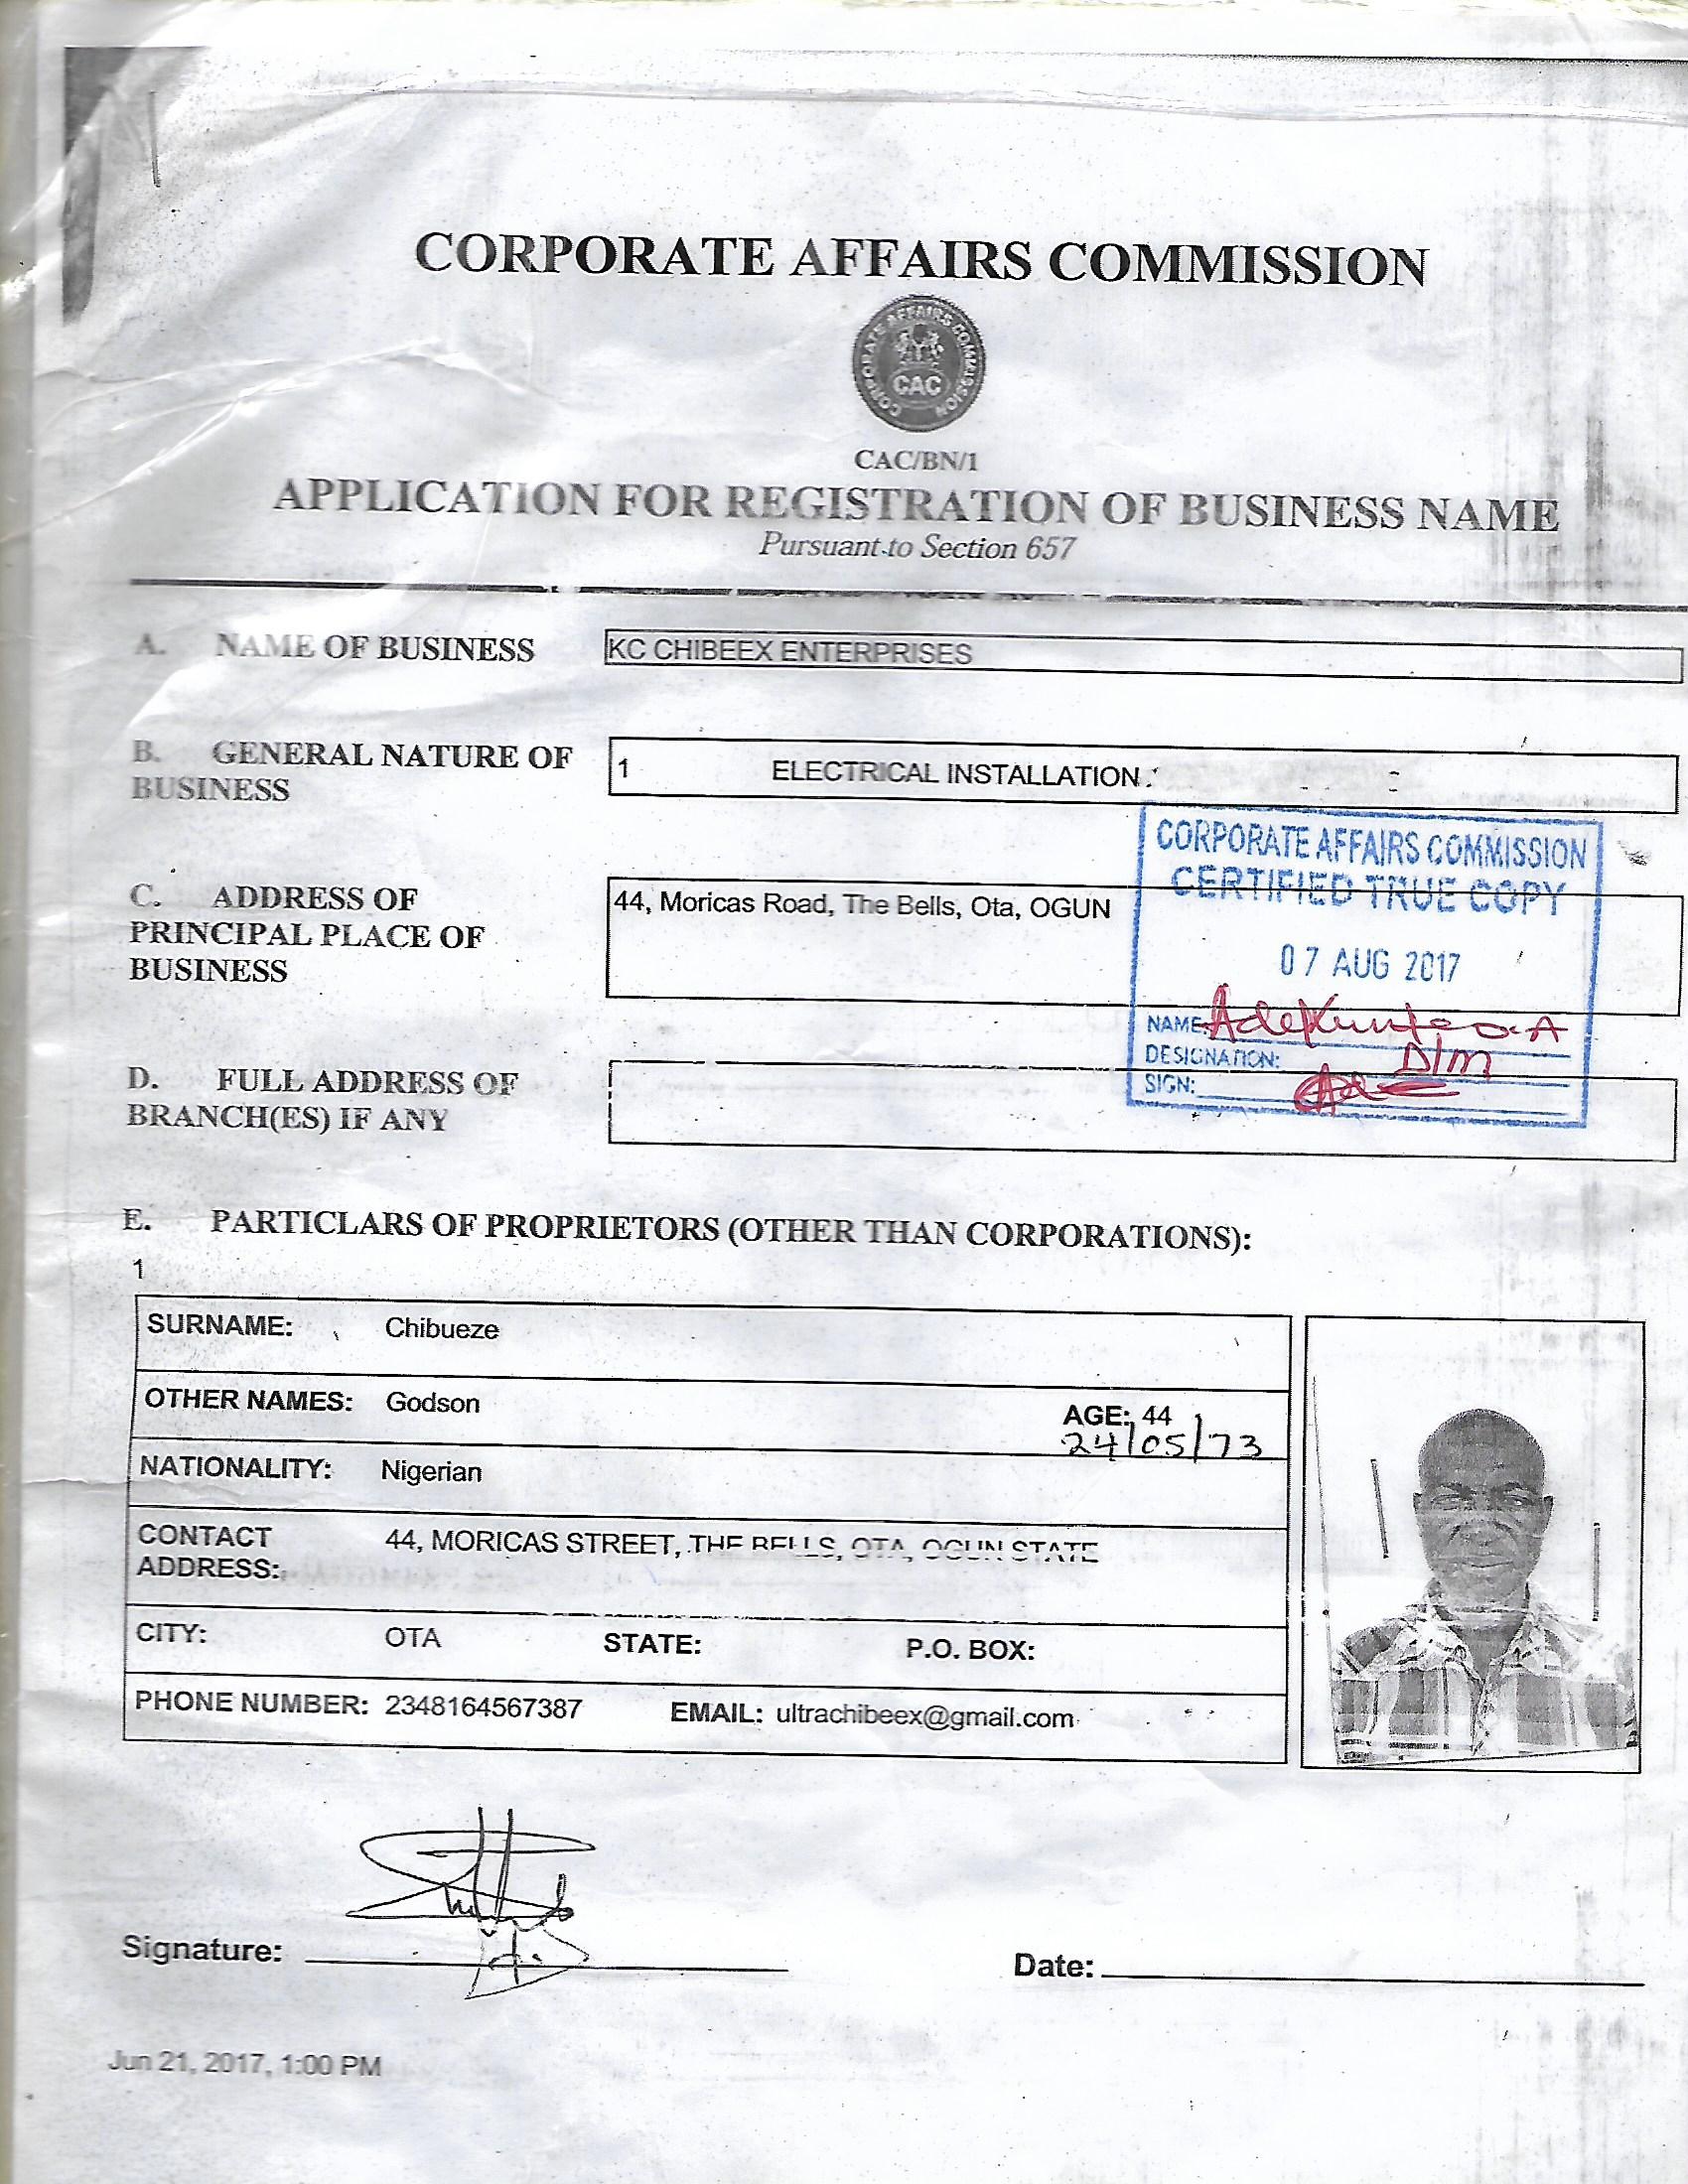 CORPORATE AFFAIRS COMMISSION
CORPORATE AFFAIRS COMMISSION
CAC
CAC/BN/1
APPLICATION FOR REGISTRATION OF BUSINESS NAME
Pursuant to Section 657
A. NAME OF BUSINESS KC CHIBEEX ENTERPRISES
B. GENERAL NATURE OF
BUSINESS
1 ELECTRICAL INSTALLATION
CORPORATE AFFAIRS COMMISSION
CERTIFIED TRUE COPY
07 AUG 2017
NAME:
DESIGNATION: D/M
SIGN:
C. ADDRESS OF
PRINCIPAL PLACE OF
BUSINESS
44, Moricas Road, The Bells, Ota, OGUN
D. FULL ADDRESS OF
BRANCH(ES) IF ANY
E. PARTICLARS OF PROPRIETORS (OTHER THAN CORPORATIONS):
1
SURNAME: Chibueze
OTHER NAMES: Godson AGE: 44
24/05/73
NATIONALITY: Nigerian
CONTACT
ADDRESS:
44, MORICAS STREET, THE BELLS, OTA, OGUN STATE
CITY: OTA STATE: P.O. BOX:
PHONE NUMBER: 2348164567387 EMAIL: ultrachibeex@gmail.com
Signature: Date:
Jun 21, 2017, 1:00 PM